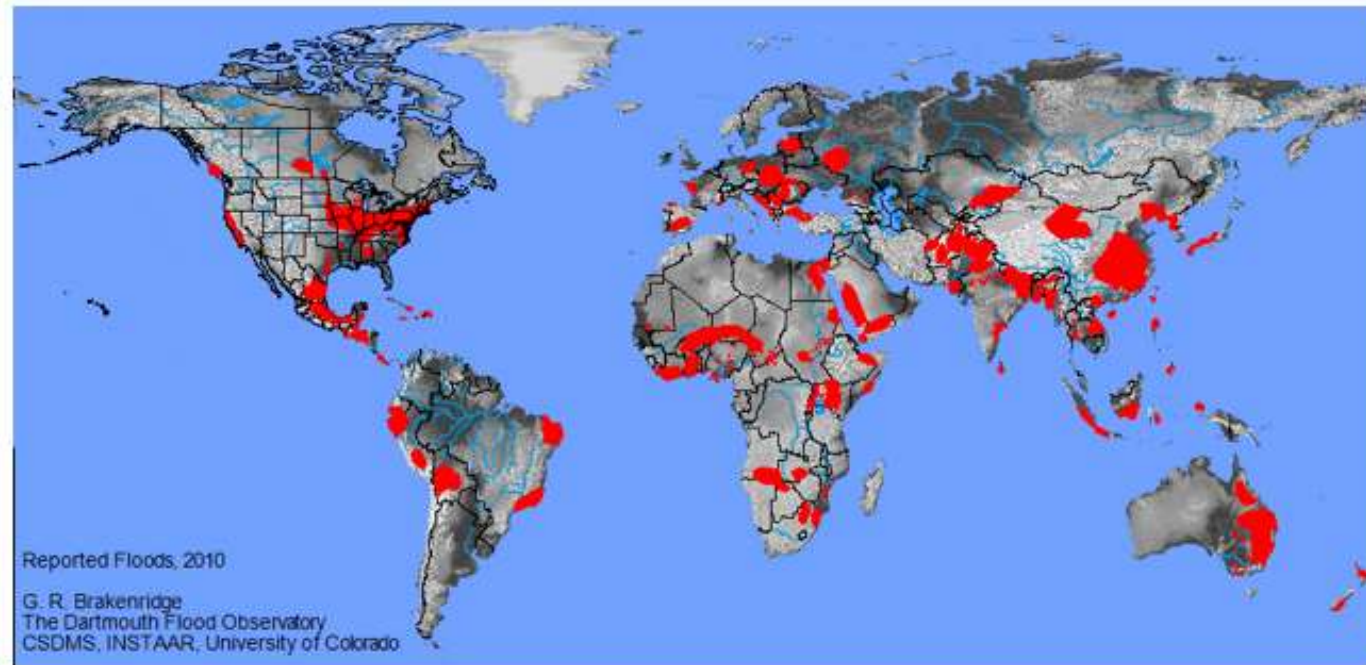 Reported Floods, 2010
G. R. Brakenridge
The Dartmouth Flood Observatory
CSDMS, INSTAAR, University of Colorado